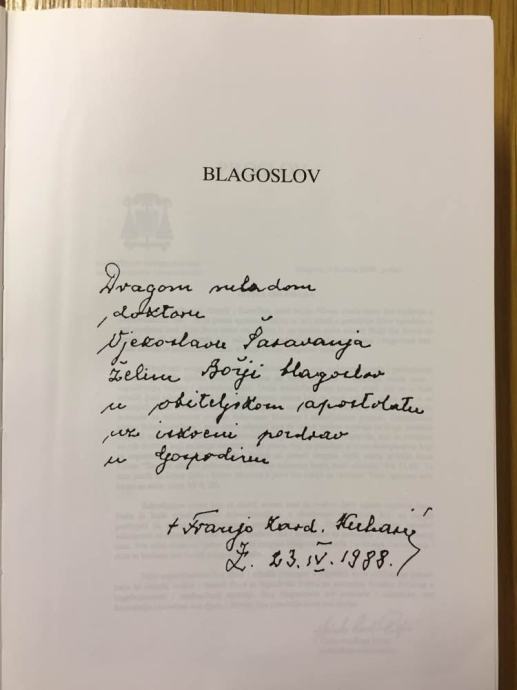 BLAGOSLOV
Dragom mladom
doktoru
Vjekoslavu Šaravanja
želim Božji blagoslov
u obiteljskom apostolatu
uz iskreni pozdrav
u Gospodinu
+ Franjo Kard. Kuharić
Z. 23.IV.1988.